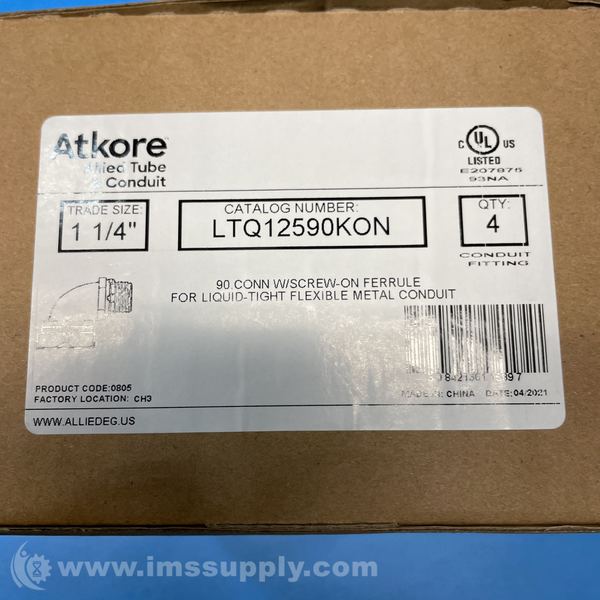 Atkore
Allied Tube
& Conduit
C UL US
LISTED
E207875
93NA
TRADE SIZE:
1 1/4"
CATALOG NUMBER:
LTQ12590KON
QTY:
4
CONDUIT
FITTING
90 CONN W/SCREW-ON FERRULE
FOR LIQUID-TIGHT FLEXIBLE METAL CONDUIT
PRODUCT CODE:0805
FACTORY LOCATION: CH3
MADE IN: CHINA DATE:04/2021
WWW.ALLIEDEG.US
www.imssupply.com